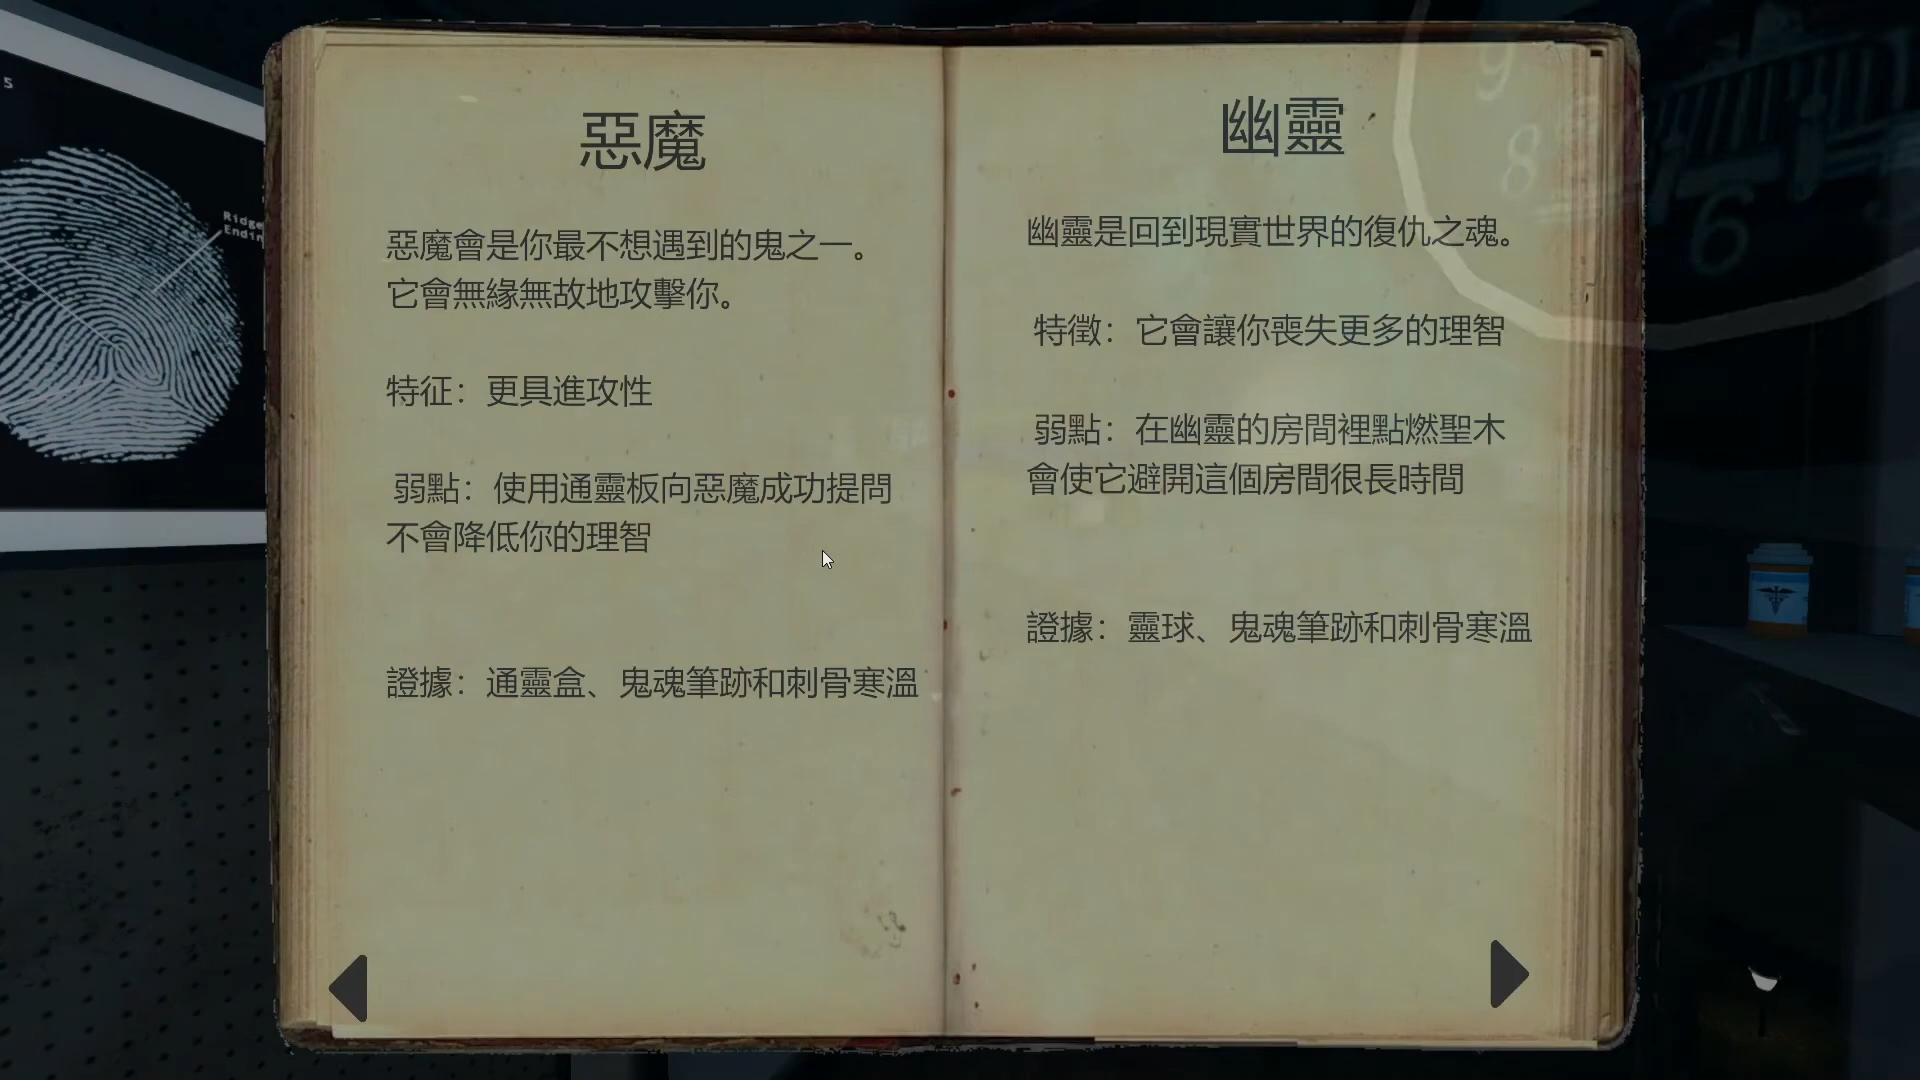 5
Ridge
Endin
惡魔
惡魔會是你最不想遇到的鬼之一。
它會無緣無故地攻擊你。
特征：更具進攻性
弱點：使用通靈板向惡魔成功提問
不會降低你的理智
證據：通靈盒、鬼魂筆跡和刺骨寒溫
幽靈
幽靈是回到現實世界的復仇之魂。
特徵：它會讓你喪失更多的理智
弱點：在幽靈的房間裡點燃聖木
會使它避開這個房間很長時間
證據：靈球、鬼魂筆跡和刺骨寒溫
9
8
6